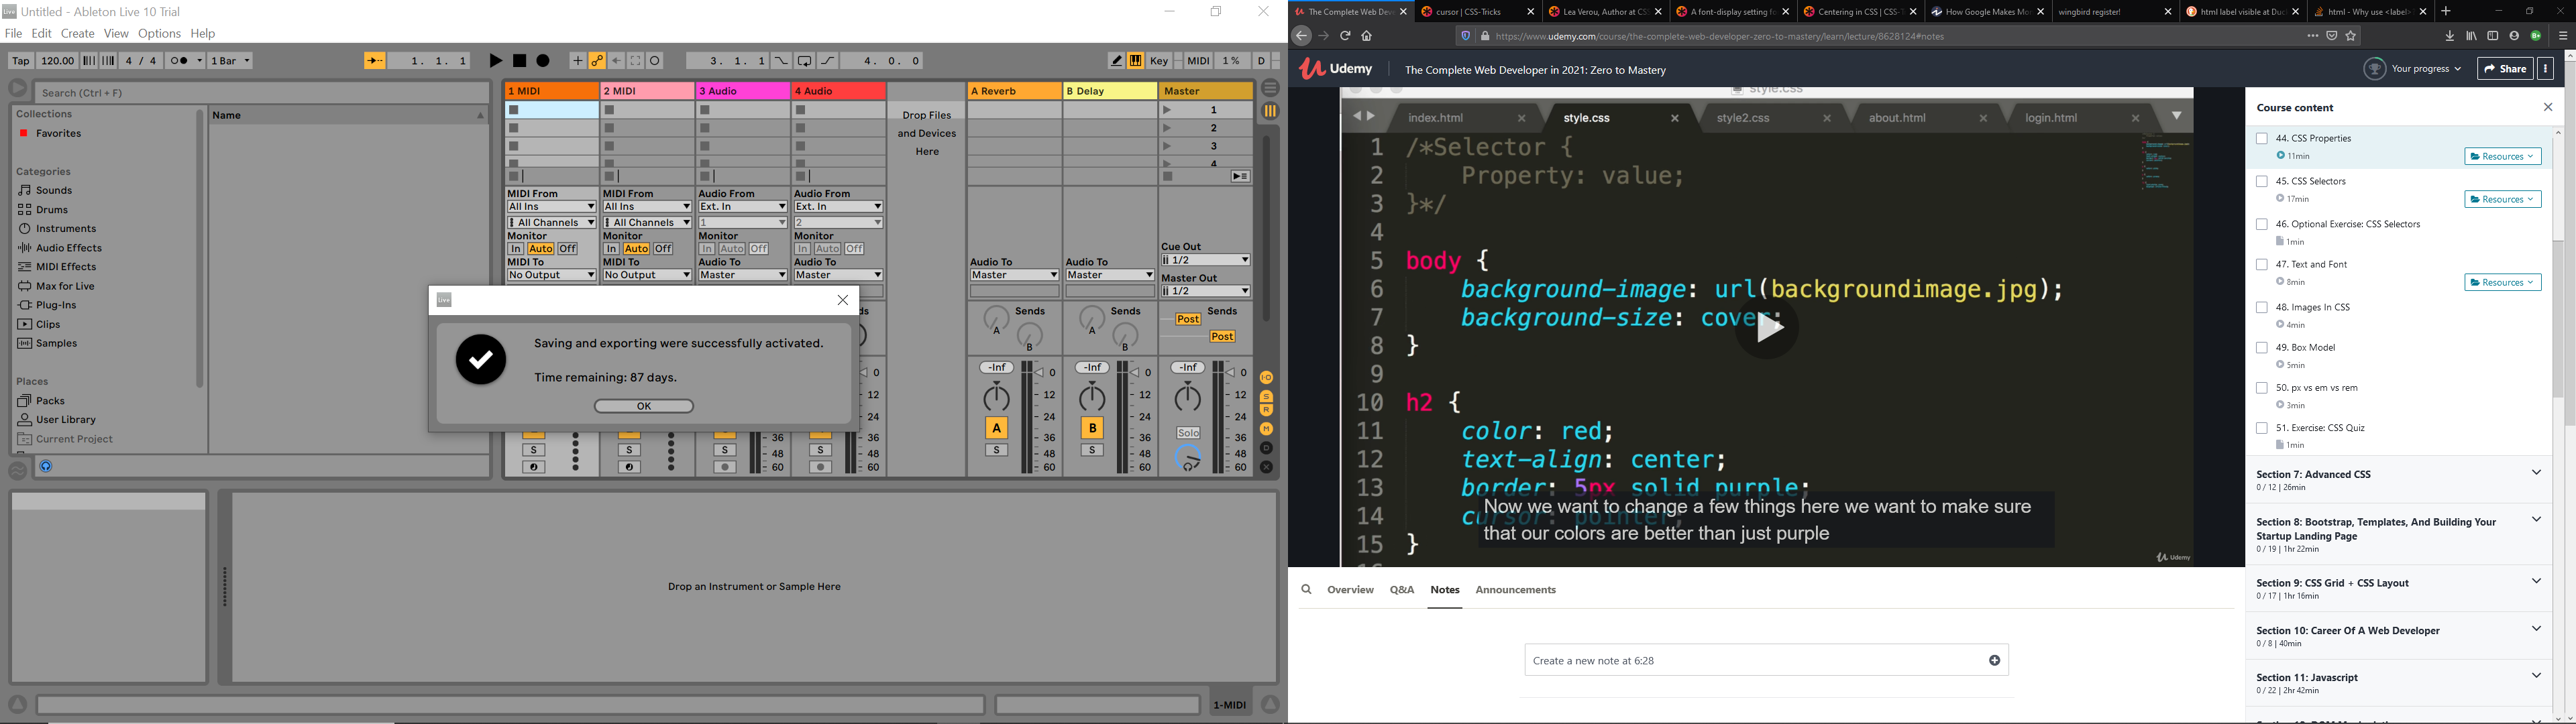 Untitled - Ableton Live 10 Trial
File Edit Create View Options Help
Tap 120.00 4 / 4 1 Bar 1. 1. 1 3. 1. 1 4. 0. 0 Key MIDI 1 % D
Search (Ctrl + F)
Collections
Favorites
Categories
Sounds
Drums
Instruments
Audio Effects
MIDI Effects
Max for Live
Plug-Ins
Clips
Samples
Places
Packs
User Library
Current Project
Name
1 MIDI 2 MIDI 3 Audio 4 Audio A Reverb B Delay Master
Drop Files
and Devices
Here
1
2
3
4
MIDI From MIDI From Audio From Audio From
All Ins All Ins Ext. In Ext. In
All Channels All Channels 1 2
Monitor Monitor Monitor Monitor
In Auto Off In Auto Off In Auto Off In Auto Off
MIDI To MIDI To Audio To Audio To Audio To Audio To
No Output No Output Master Master Master Master
Cue Out
1/2
Master Out
1/2
Sends Sends Sends
A B A B Post Post
-Inf -Inf -Inf
0 12 24 36 48 60
A B Solo
S S S S S S
Live
Saving and exporting were successfully activated.
Time remaining: 87 days.
OK
Drop an Instrument or Sample Here
1-MIDI
The Complete Web Dev
cursor | CSS-Tricks
Lea Verou, Author at CS
A font-display setting fo
Centering in CSS | CSS-T
How Google Makes Mo
wingbird register!
html label visible at Duc
html - Why use <label>
https://www.udemy.com/course/the-complete-web-developer-zero-to-mastery/learn/lecture/8628124#notes
Udemy
The Complete Web Developer in 2021: Zero to Mastery
Your progress
Share
style.css
index.html style.css style2.css about.html login.html
1 /*Selector {
2 Property: value;
3 }*/
4
5 body {
6 background-image: url(backgroundimage.jpg);
7 background-size: cover;
8 }
9
10 h2 {
11 color: red;
12 text-align: center;
13 border: 5px solid purple;
14 cursor: pointer;
15 }
Now we want to change a few things here we want to make sure
that our colors are better than just purple
Udemy
Overview Q&A Notes Announcements
Create a new note at 6:28
Course content
44. CSS Properties
11min
Resources
45. CSS Selectors
17min
Resources
46. Optional Exercise: CSS Selectors
1min
47. Text and Font
8min
Resources
48. Images In CSS
4min
49. Box Model
5min
50. px vs em vs rem
3min
51. Exercise: CSS Quiz
1min
Section 7: Advanced CSS
0 / 12 | 26min
Section 8: Bootstrap, Templates, And Building Your
Startup Landing Page
0 / 19 | 1hr 22min
Section 9: CSS Grid + CSS Layout
0 / 17 | 1hr 16min
Section 10: Career Of A Web Developer
0 / 8 | 40min
Section 11: Javascript
0 / 22 | 2hr 42min